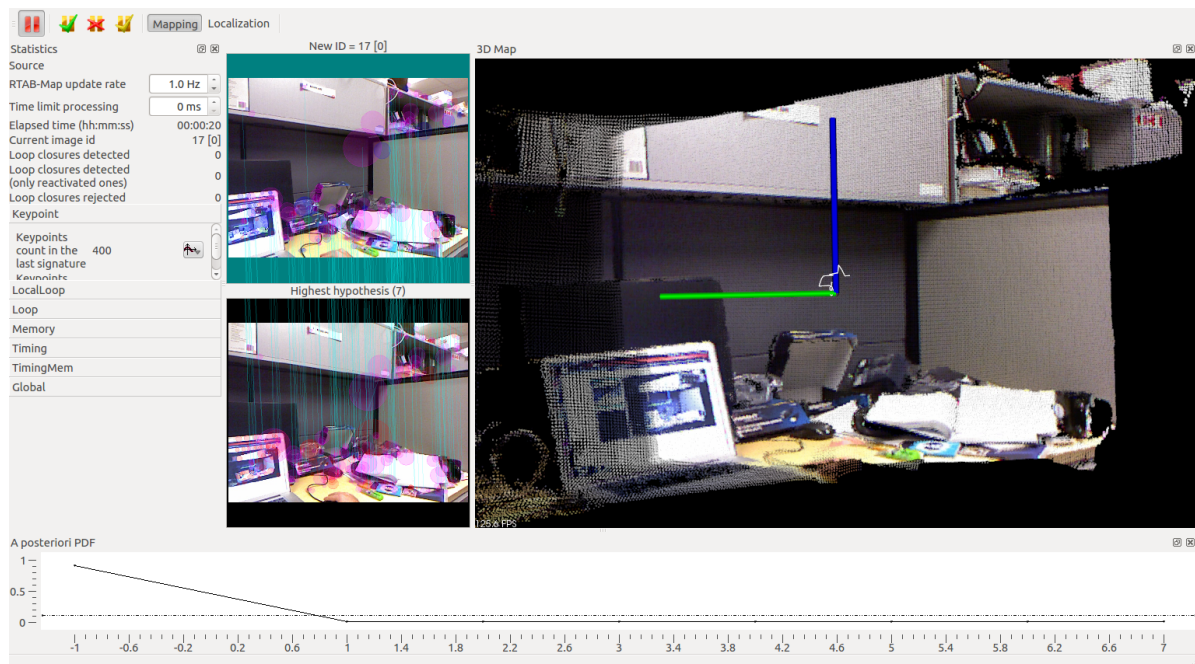 Mapping Localization
Statistics
Source
RTAB-Map update rate 1.0 Hz
Time limit processing 0 ms
Elapsed time (hh:mm:ss) 00:00:20
Current image id 17 [0]
Loop closures detected 0
Loop closures detected
(only reactivated ones) 0
Loop closures rejected 0
Keypoint
Keypoints
count in the 400
last signature
Keypoints
LocalLoop
Loop
Memory
Timing
TimingMem
Global
New ID = 17 [0]
Highest hypothesis (7)
3D Map
125.6 FPS
A posteriori PDF
1
0.5
0
-1 -0.6 -0.2 0.2 0.6 1 1.4 1.8 2.2 2.6 3 3.4 3.8 4.2 4.6 5 5.4 5.8 6.2 6.6 7